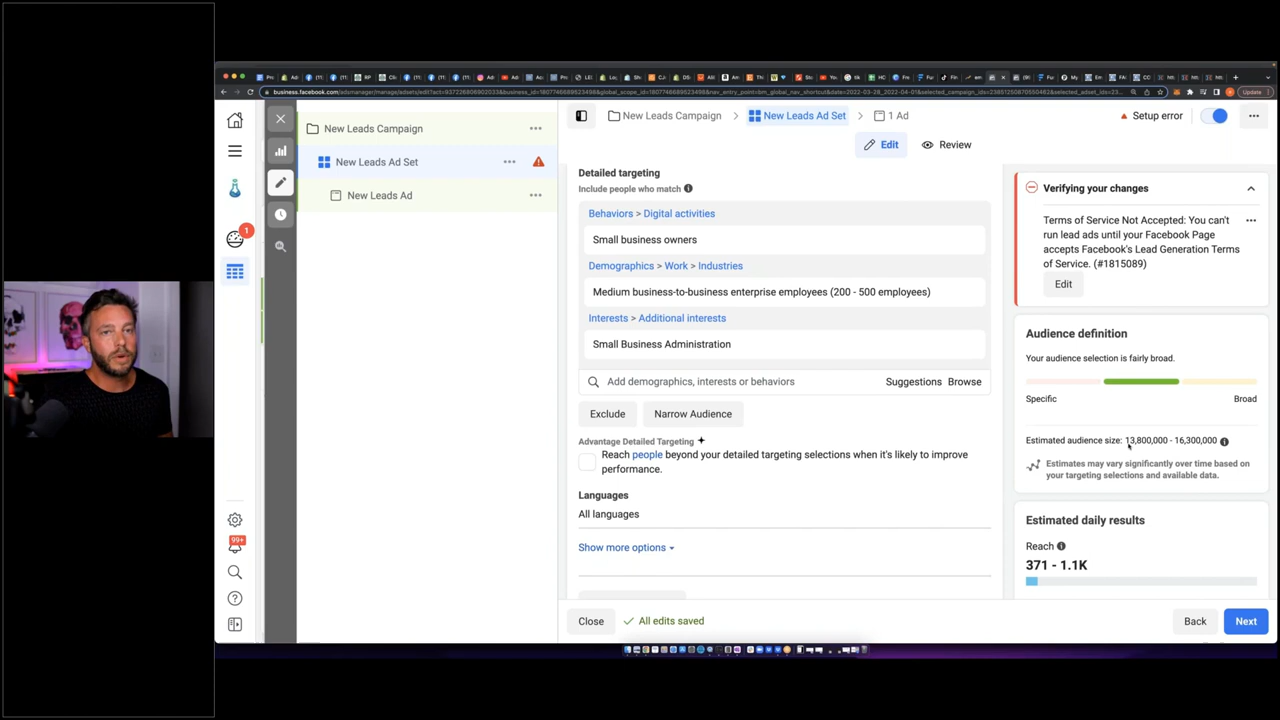 Update
business.facebook.com
New Leads Campaign
New Leads Ad Set
New Leads Ad
New Leads Campaign > New Leads Ad Set > 1 Ad
Setup error
Edit
Review
Detailed targeting
Include people who match
Behaviors > Digital activities
Small business owners
Demographics > Work > Industries
Medium business-to-business enterprise employees (200 - 500 employees)
Interests > Additional interests
Small Business Administration
Add demographics, interests or behaviors
Suggestions
Browse
Exclude
Narrow Audience
Advantage Detailed Targeting
Reach people beyond your detailed targeting selections when it's likely to improve
performance.
Languages
All languages
Show more options
Close
All edits saved
Back
Next
Verifying your changes
Terms of Service Not Accepted: You can't
run lead ads until your Facebook Page
accepts Facebook's Lead Generation Terms
of Service. (#1815089)
Edit
Audience definition
Your audience selection is fairly broad.
Specific
Broad
Estimated audience size: 13,800,000 - 16,300,000
Estimates may vary significantly over time based on
your targeting selections and available data.
Estimated daily results
Reach
371 - 1.1K
1
99+